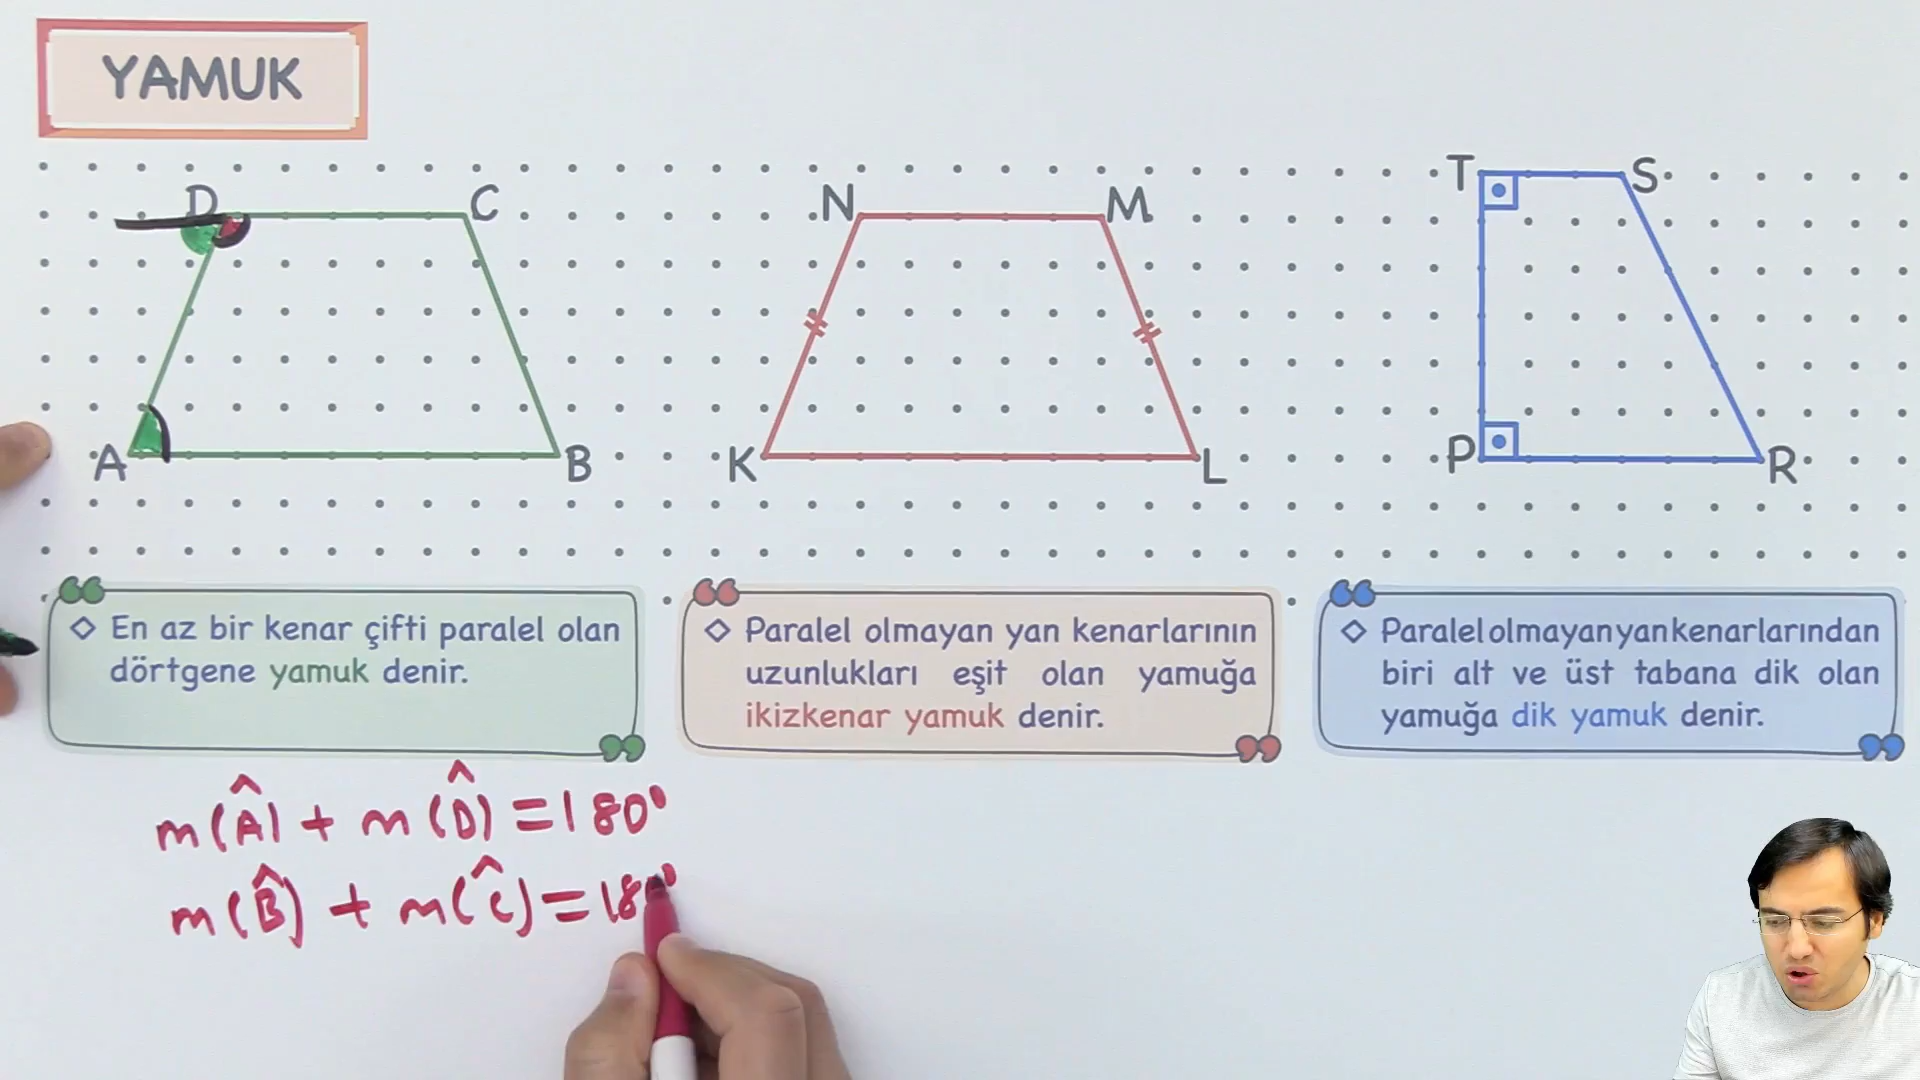 YAMUK
D
C
A
B
N
M
K
L
T
S
P
R
◇ En az bir kenar çifti paralel olan
dörtgene yamuk denir.
◇ Paralel olmayan yan kenarlarının
uzunlukları eşit olan yamuğa
ikizkenar yamuk denir.
◇ Paralel olmayan yan kenarlarından
biri alt ve üst tabana dik olan
yamuğa dik yamuk denir.
m(Â) + m(D̂) = 180°
m(B̂) + m(Ĉ) = 180°